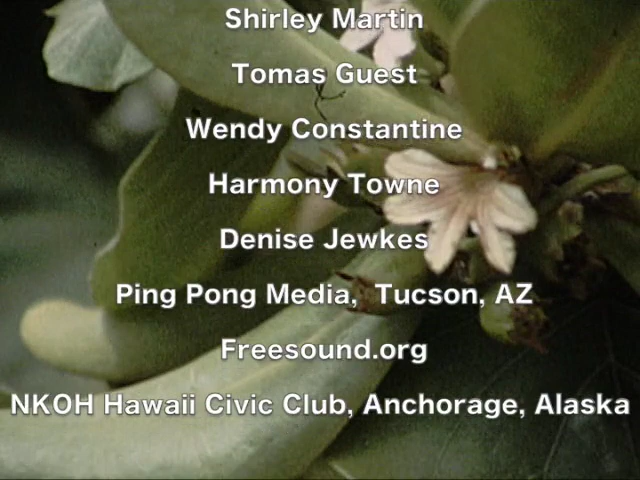 Shirley Martin
Tomas Guest
Wendy Constantine
Harmony Towne
Denise Jewkes
Ping Pong Media,  Tucson, AZ
Freesound.org
NKOH Hawaii Civic Club, Anchorage, Alaska